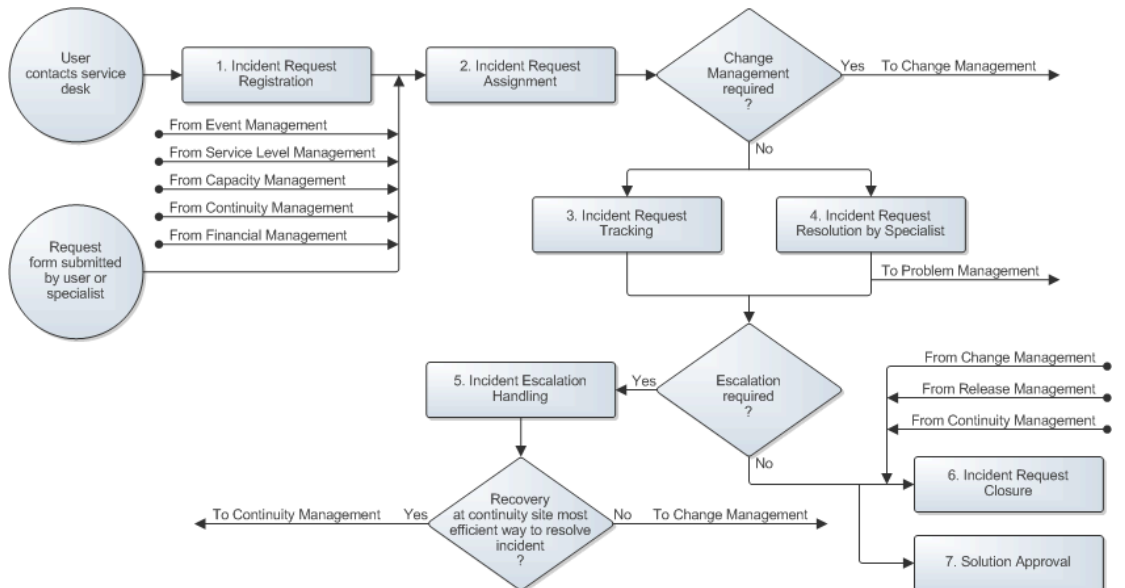 User
contacts service
desk
1. Incident Request
Registration
2. Incident Request
Assignment
Change
Management
required
?
Yes
To Change Management
No
From Event Management
From Service Level Management
From Capacity Management
From Continuity Management
From Financial Management
Request
form submitted
by user or
specialist
3. Incident Request
Tracking
4. Incident Request
Resolution by Specialist
To Problem Management
Escalation
required
?
Yes
No
5. Incident Escalation
Handling
From Change Management
From Release Management
From Continuity Management
6. Incident Request
Closure
7. Solution Approval
Recovery
at continuity site most
efficient way to resolve
incident
?
Yes
To Continuity Management
No
To Change Management